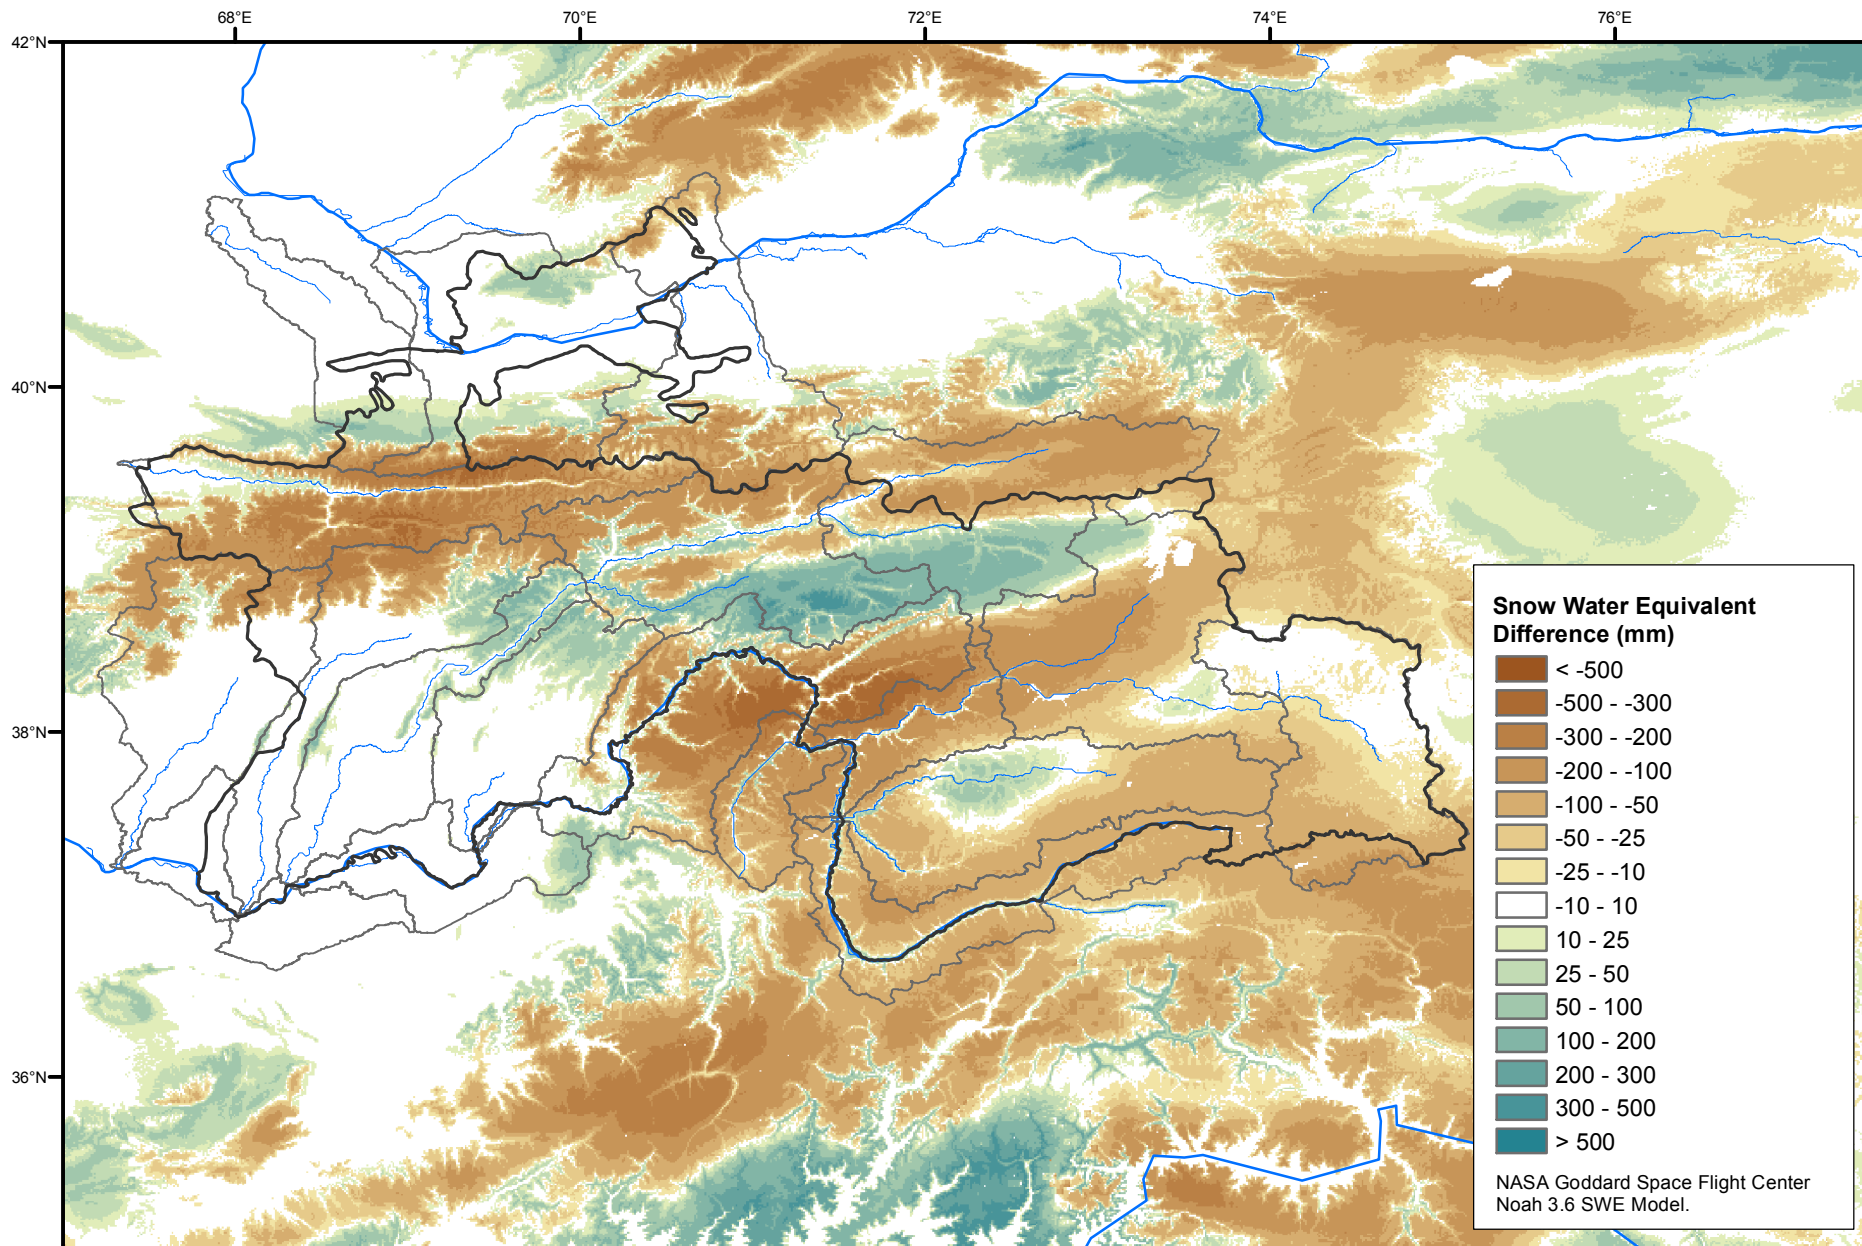 68°E
70°E
72°E
74°E
76°E
42°N
40°N
38°N
36°N
Snow Water Equivalent
Difference (mm)
< -500
-500 - -300
-300 - -200
-200 - -100
-100 - -50
-50 - -25
-25 - -10
-10 - 10
10 - 25
25 - 50
50 - 100
100 - 200
200 - 300
300 - 500
> 500
NASA Goddard Space Flight Center
Noah 3.6 SWE Model.